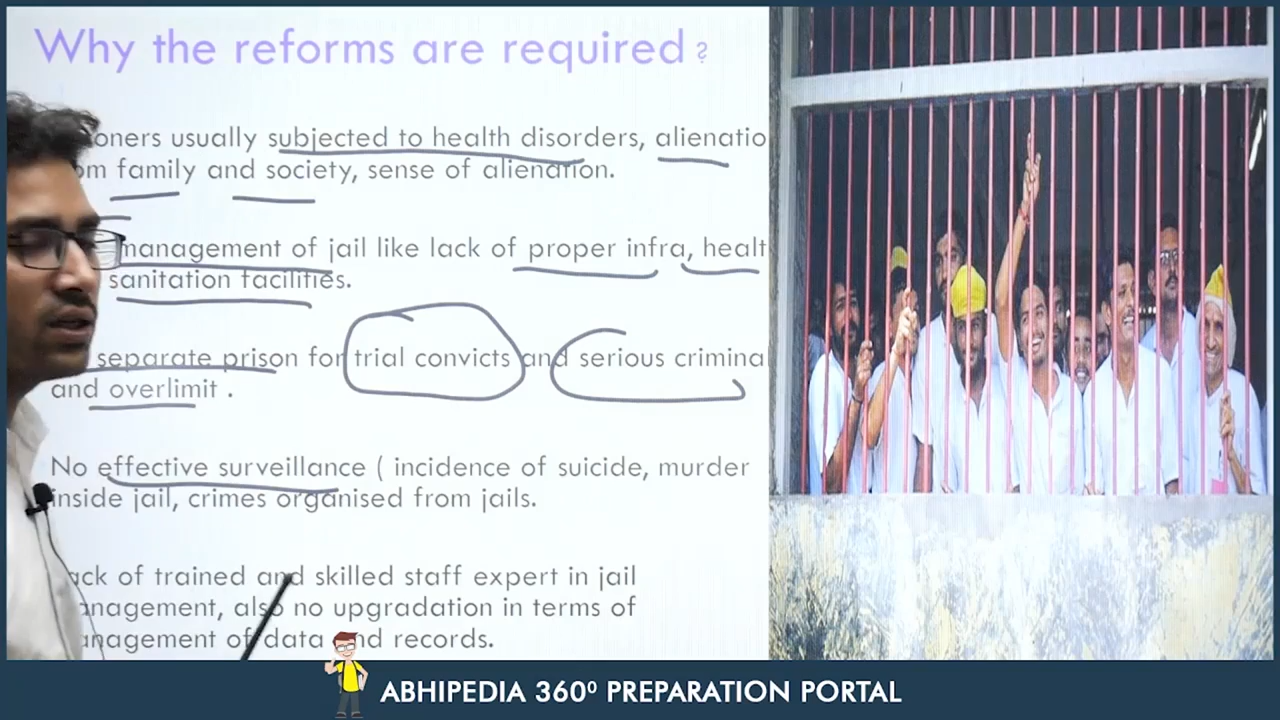 Why the reforms are required ?
oners usually subjected to health disorders, alienatio
om family and society, sense of alienation.
management of jail like lack of proper infra, healt
sanitation facilities.
separate prison for trial convicts and serious criminal
and overlimit .
No effective surveillance ( incidence of suicide, murder
inside jail, crimes organised from jails.
ack of trained and skilled staff expert in jail
anagement, also no upgradation in terms of
anagement of data and records.
ABHIPEDIA 360⁰ PREPARATION PORTAL